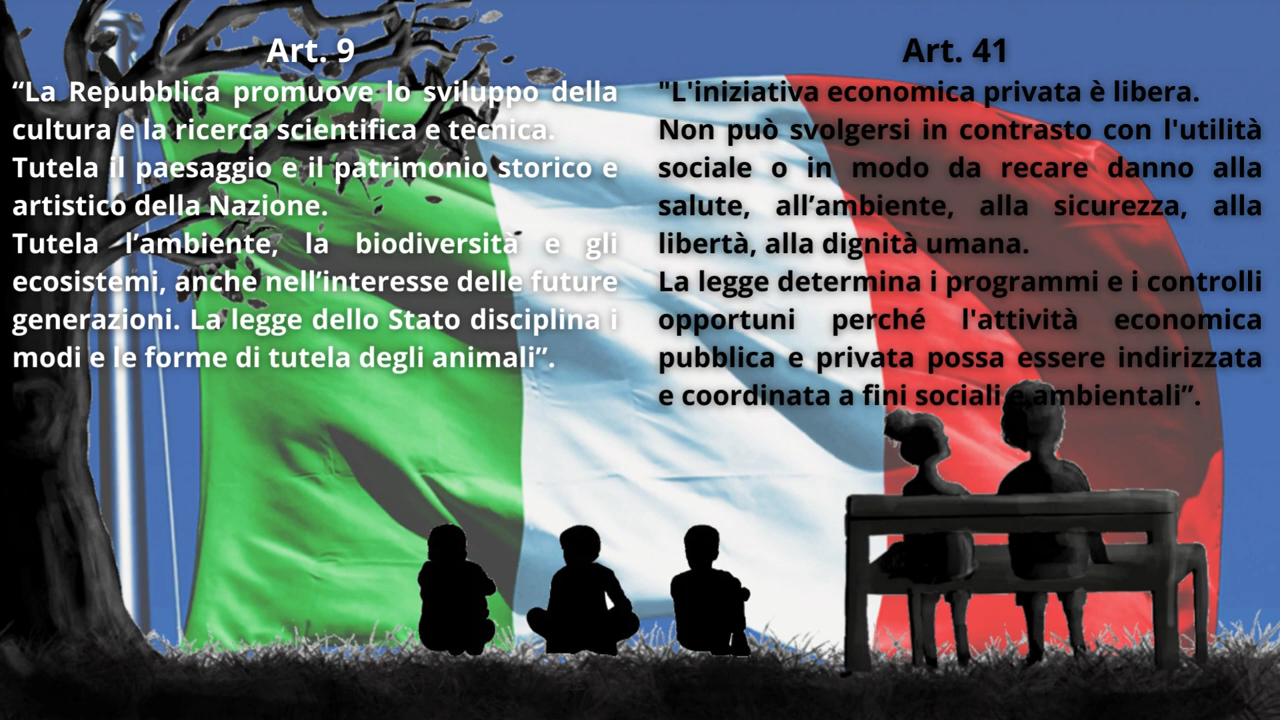 Art. 9
“La Repubblica promuove lo sviluppo della
cultura e la ricerca scientifica e tecnica.
Tutela il paesaggio e il patrimonio storico e
artistico della Nazione.
Tutela l’ambiente, la biodiversità e gli
ecosistemi, anche nell’interesse delle future
generazioni. La legge dello Stato disciplina i
modi e le forme di tutela degli animali”.
Art. 41
"L'iniziativa economica privata è libera.
Non può svolgersi in contrasto con l'utilità
sociale o in modo da recare danno alla
salute, all’ambiente, alla sicurezza, alla
libertà, alla dignità umana.
La legge determina i programmi e i controlli
opportuni perché l'attività economica
pubblica e privata possa essere indirizzata
e coordinata a fini sociali e ambientali”.